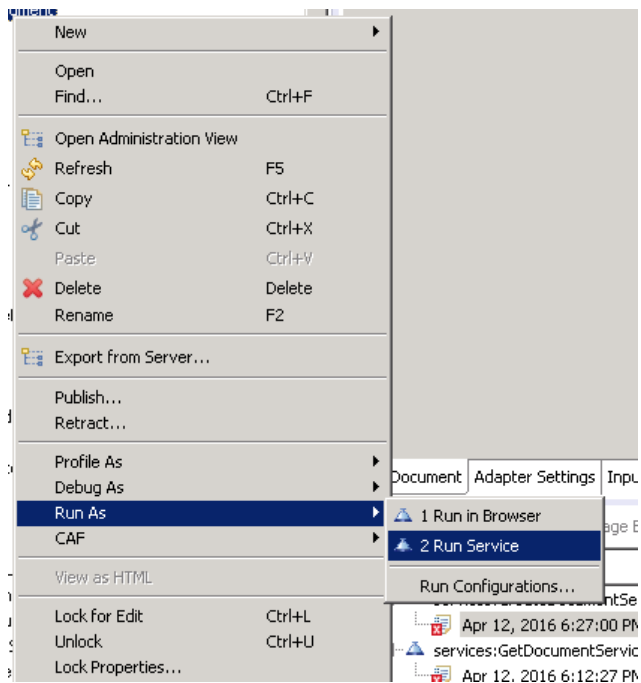 New
Open
Find... Ctrl+F
Open Administration View
Refresh F5
Copy Ctrl+C
Cut Ctrl+X
Paste Ctrl+V
Delete Delete
Rename F2
Export from Server...
Publish...
Retract...
Profile As
Document Adapter Settings
Debug As
Run As
1 Run in Browser
CAF
2 Run Service
View as HTML
Run Configurations...
Lock for Edit Ctrl+L
Apr 12, 2016 6:27:00 PM
Unlock Ctrl+U
Lock Properties...
Apr 12, 2016 6:12:27 PM